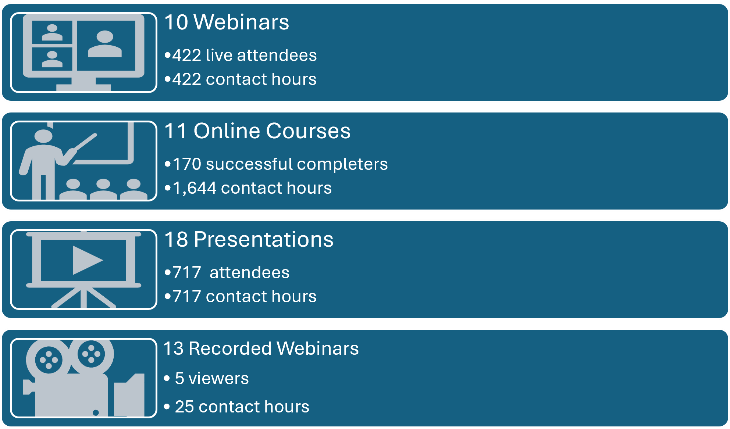 10 Webinars
•422 live attendees
•422 contact hours
11 Online Courses
•170 successful completers
•1,644 contact hours
18 Presentations
•717 attendees
•717 contact hours
13 Recorded Webinars
• 5 viewers
• 25 contact hours